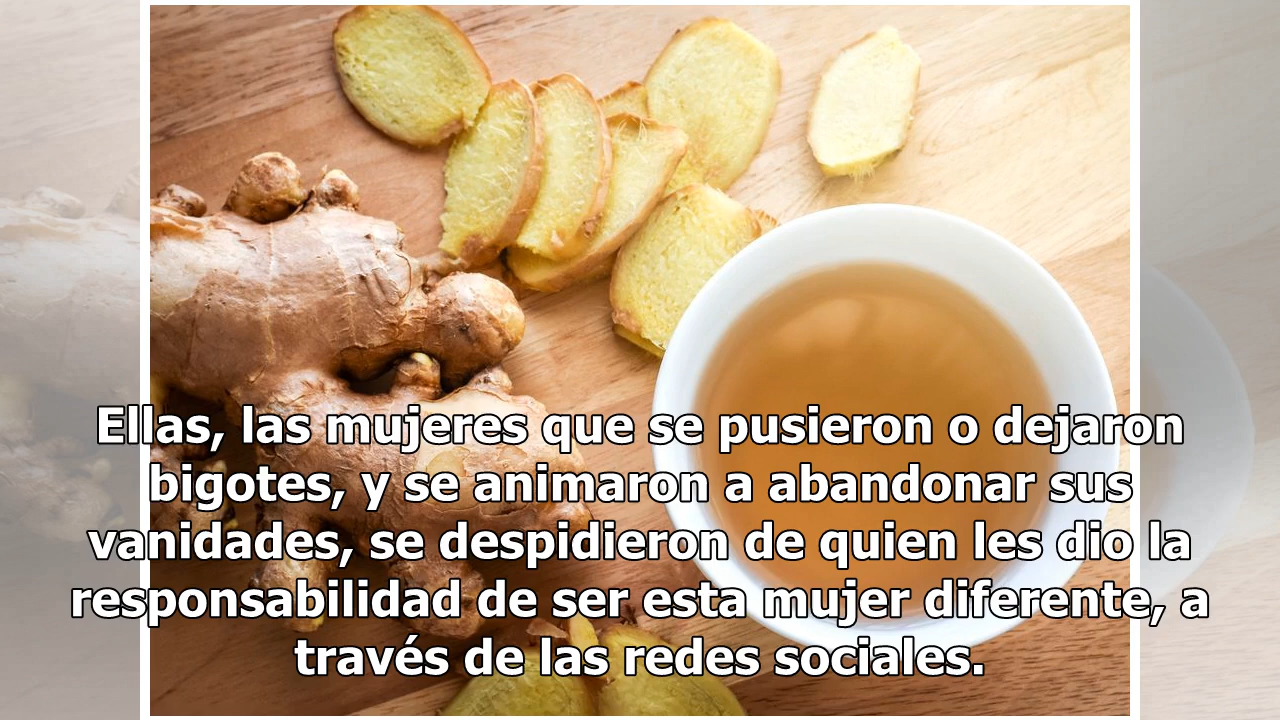 Ellas, las mujeres que se pusieron o dejaron
bigotes, y se animaron a abandonar sus
vanidades, se despidieron de quien les dio la
responsabilidad de ser esta mujer diferente, a
través de las redes sociales.